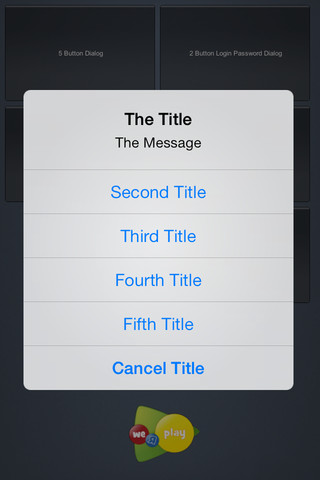 5 Button Dialog
2 Button Login Password Dialog
The Title
The Message
Second Title
Third Title
Fourth Title
Fifth Title
Cancel Title
we play